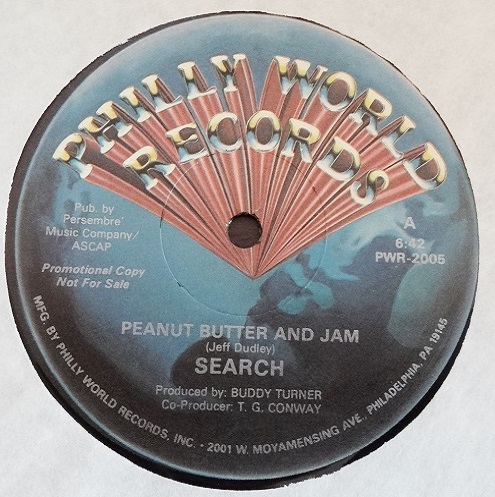 PHILLY WORLD
RECORDS
Pub. by
Persembre'
Music Company/
ASCAP
Promotional Copy
Not For Sale
A
6:42
PWR-2005
PEANUT BUTTER AND JAM
(Jeff Dudley)
SEARCH
Produced by: BUDDY TURNER
Co-Producer: T. G. CONWAY
MFG. BY PHILLY WORLD RECORDS, INC. • 2001 W. MOYAMENSING AVE., PHILADELPHIA, PA 19145